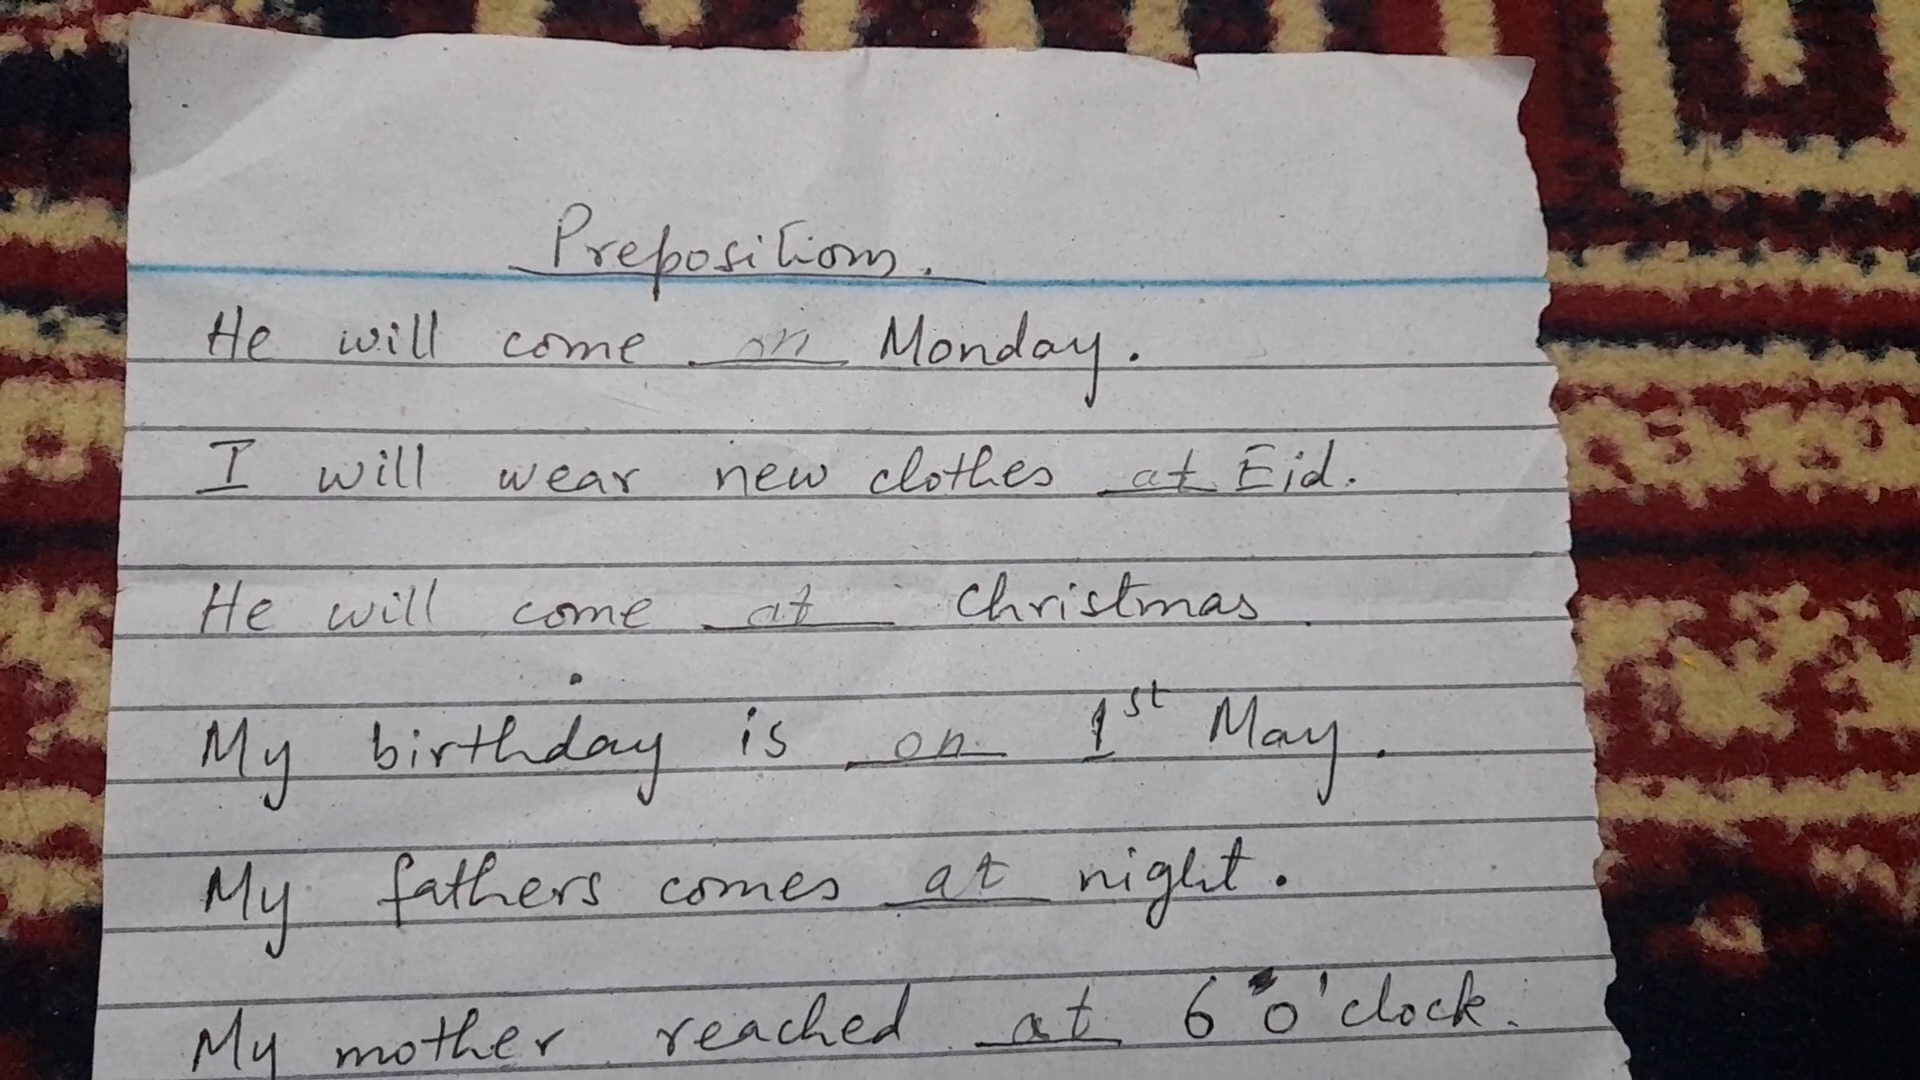 Prepositions.
He will come on Monday.
I will wear new clothes at Eid.
He will come at Christmas.
My birthday is on 1st May.
My fathers comes at night.
My mother reached at 6 o'clock.